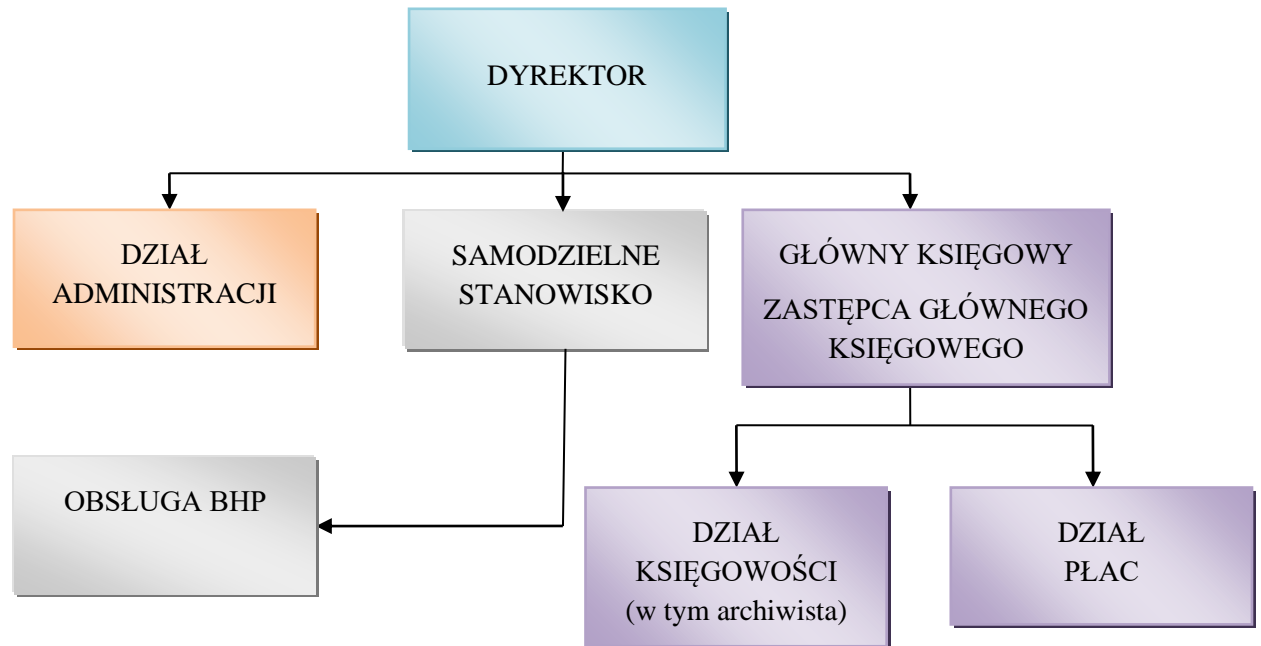 DYREKTOR
DZIAŁ
ADMINISTRACJI
SAMODZIELNE
STANOWISKO
GŁÓWNY KSIĘGOWY
ZASTĘPCA GŁÓWNEGO
KSIĘGOWEGO
OBSŁUGA BHP
DZIAŁ
KSIĘGOWOŚCI
(w tym archiwista)
DZIAŁ
PŁAC